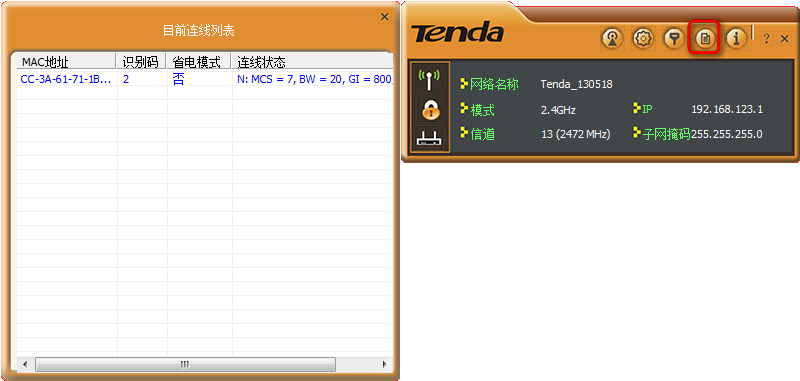 目前连线列表
MAC地址 识别码 省电模式 连线状态
CC-3A-61-71-1B... 2 否 N: MCS = 7, BW = 20, GI = 800,
Tenda
? ×
网络名称 Tenda_130518
模式 2.4GHz IP 192.168.123.1
信道 13 (2472 MHz) 子网掩码 255.255.255.0